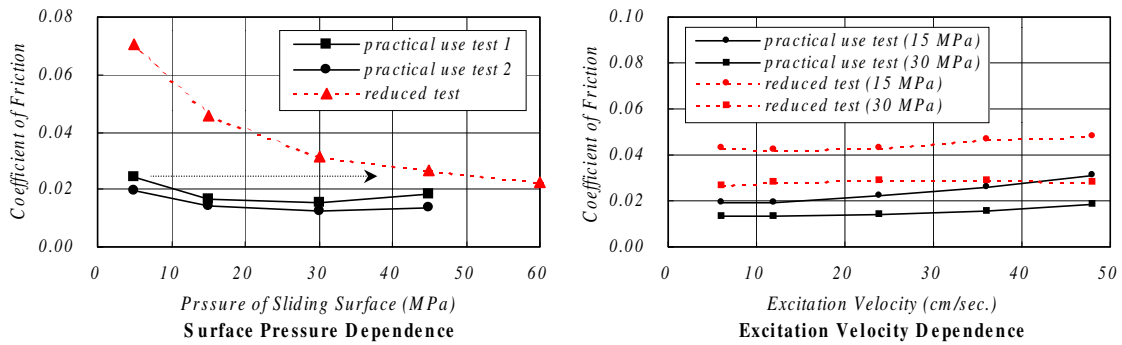 0.08
0.06
0.04
0.02
0.00
Coefficient of Friction
practical use test 1
practical use test 2
reduced test
0 10 20 30 40 50 60
Prssure of Sliding Surface (MPa)
Surface Pressure Dependence
0.10
0.08
0.06
0.04
0.02
0.00
Coefficient of Friction
practical use test (15 MPa)
practical use test (30 MPa)
reduced test (15 MPa)
reduced test (30 MPa)
0 10 20 30 40 50
Excitation Velocity (cm/sec.)
Excitation Velocity Dependence